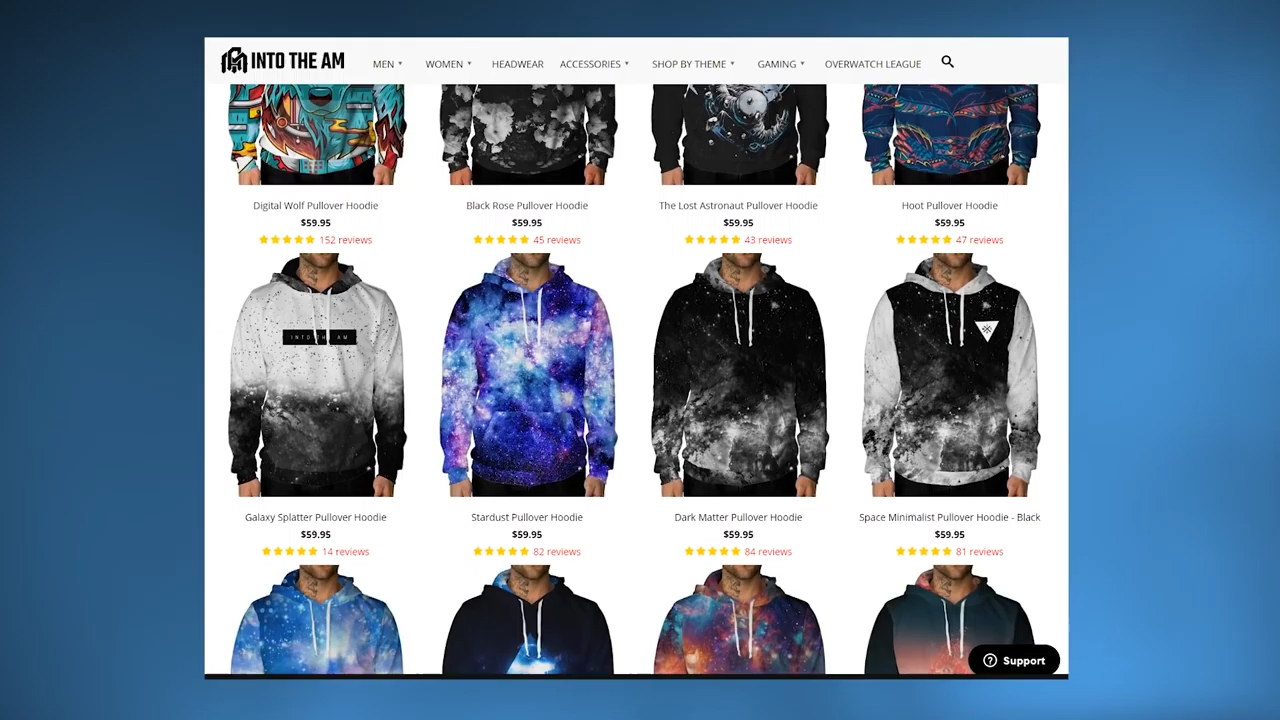 INTO THE AM
MEN WOMEN HEADWEAR ACCESSORIES SHOP BY THEME GAMING OVERWATCH LEAGUE
Digital Wolf Pullover Hoodie Black Rose Pullover Hoodie The Lost Astronaut Pullover Hoodie Hoot Pullover Hoodie
$59.95 $59.95 $59.95 $59.95
152 reviews 45 reviews 43 reviews 47 reviews
INTO THE AM
Galaxy Splatter Pullover Hoodie Stardust Pullover Hoodie Dark Matter Pullover Hoodie Space Minimalist Pullover Hoodie - Black
$59.95 $59.95 $59.95 $59.95
14 reviews 82 reviews 84 reviews 81 reviews
Support